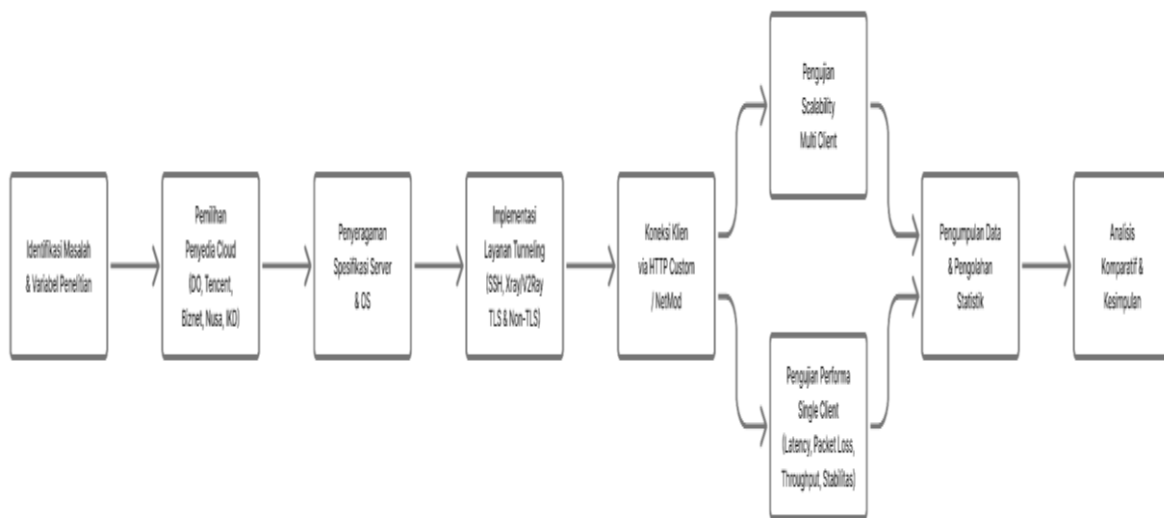 Identifikasi Masalah
& Variabel Penelitian
Pemilihan
Penyedia Cloud
(DO, Tencent,
Biznet, Nusa, IKD)
Penyeragaman
Spesifikasi Server
& OS
Implementasi
Layanan Tunneling
(SSH, Xray/V2Ray
TLS & Non-TLS)
Koneksi Klien
via HTTP Custom
/ NetMod
Pengujian
Scalability
Multi Client
Pengujian Performa
Single Client
(Latency, Packet Loss,
Throughput, Stabilitas)
Pengumpulan Data
& Pengolahan
Statistik
Analisis
Komparatif &
Kesimpulan